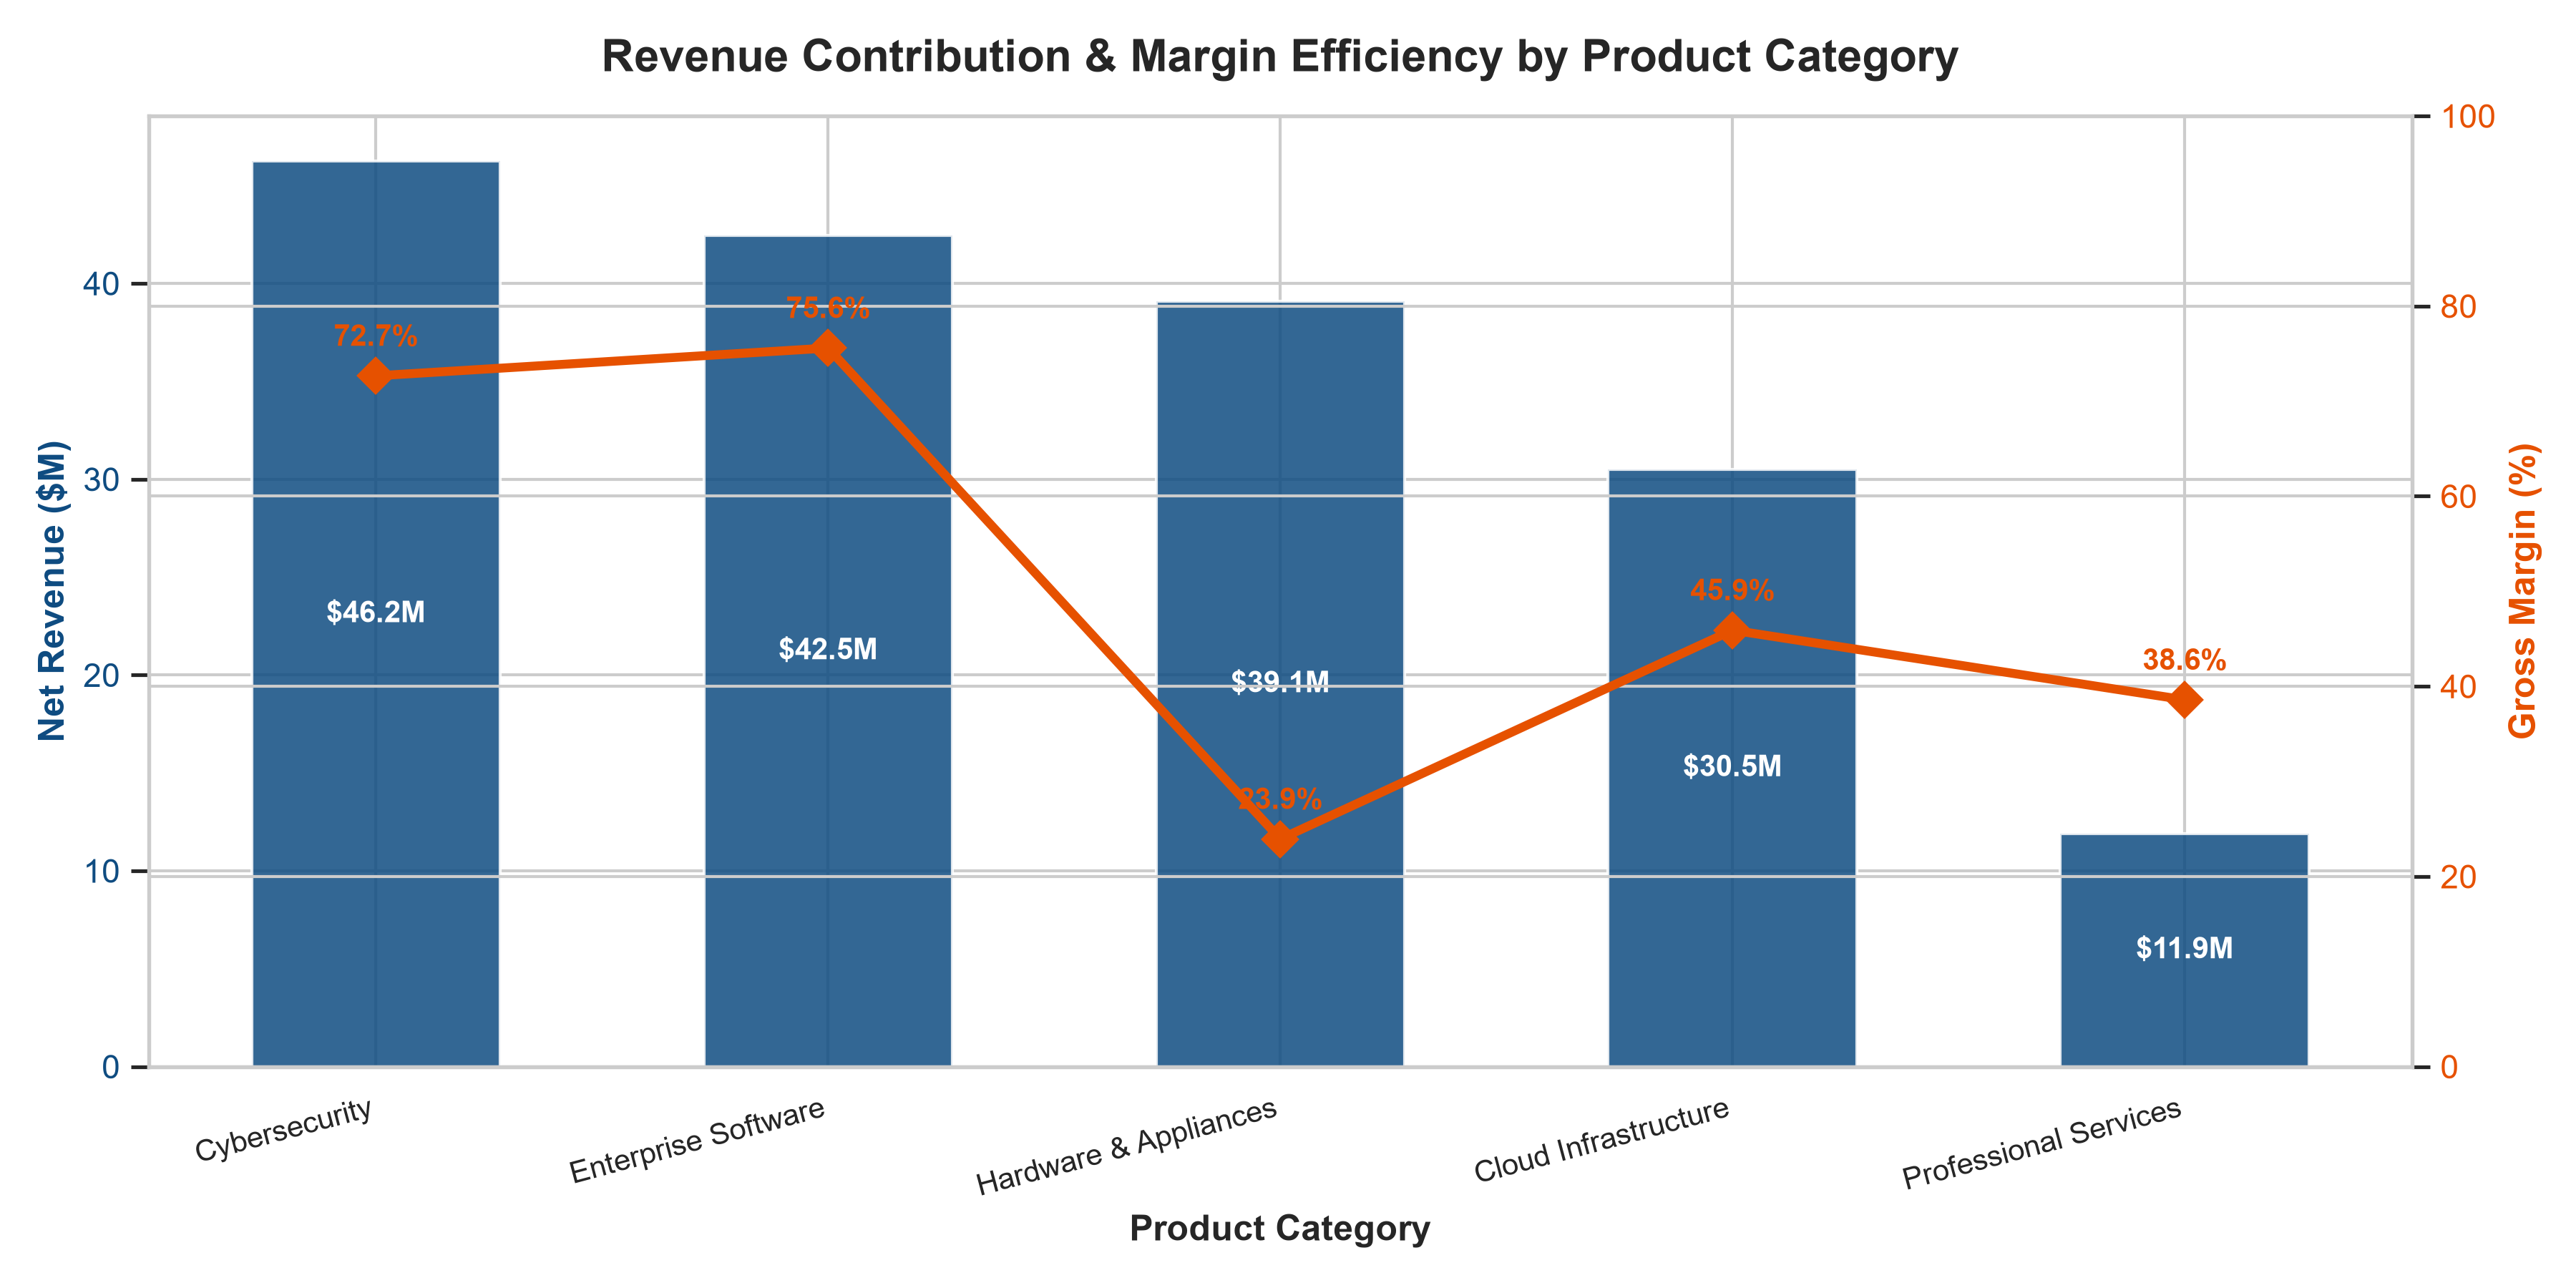 Revenue Contribution & Margin Efficiency by Product Category
Net Revenue ($M)
40
30
20
10
0
100
80
60
40
20
0
Gross Margin (%)
72.7%
75.6%
23.9%
45.9%
38.6%
$46.2M
$42.5M
$39.1M
$30.5M
$11.9M
Cybersecurity
Enterprise Software
Hardware & Appliances
Cloud Infrastructure
Professional Services
Product Category